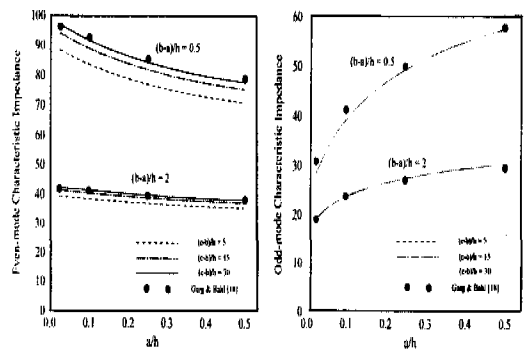 Even-mode Characteristic Impedance
100
90
80
70
60
50
40
30
20
10
0
(b-a)/h = 0.5
(b-a)/h = 2
(c-b)/h = 5
(c-b)/h = 15
(c-b)/h = 30
Garg & Bahl [18]
0.0
0.1
0.2
0.3
0.4
0.5
a/h
Odd-mode Characteristic Impedance
60
50
40
30
20
10
0
(b-a)/h = 0.5
(b-a)/h = 2
(c-b)/h = 5
(c-b)/h = 15
(c-b)/h = 30
Garg & Bahl [18]
0.0
0.1
0.2
0.3
0.4
0.5
a/h